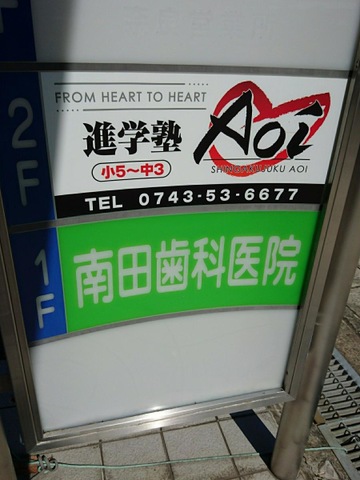 2F
FROM HEART TO HEART
進学塾 Aoi
小5～中3
SHINGAKUJUKU AOI
TEL 0743-53-6677
1F
南田歯科医院